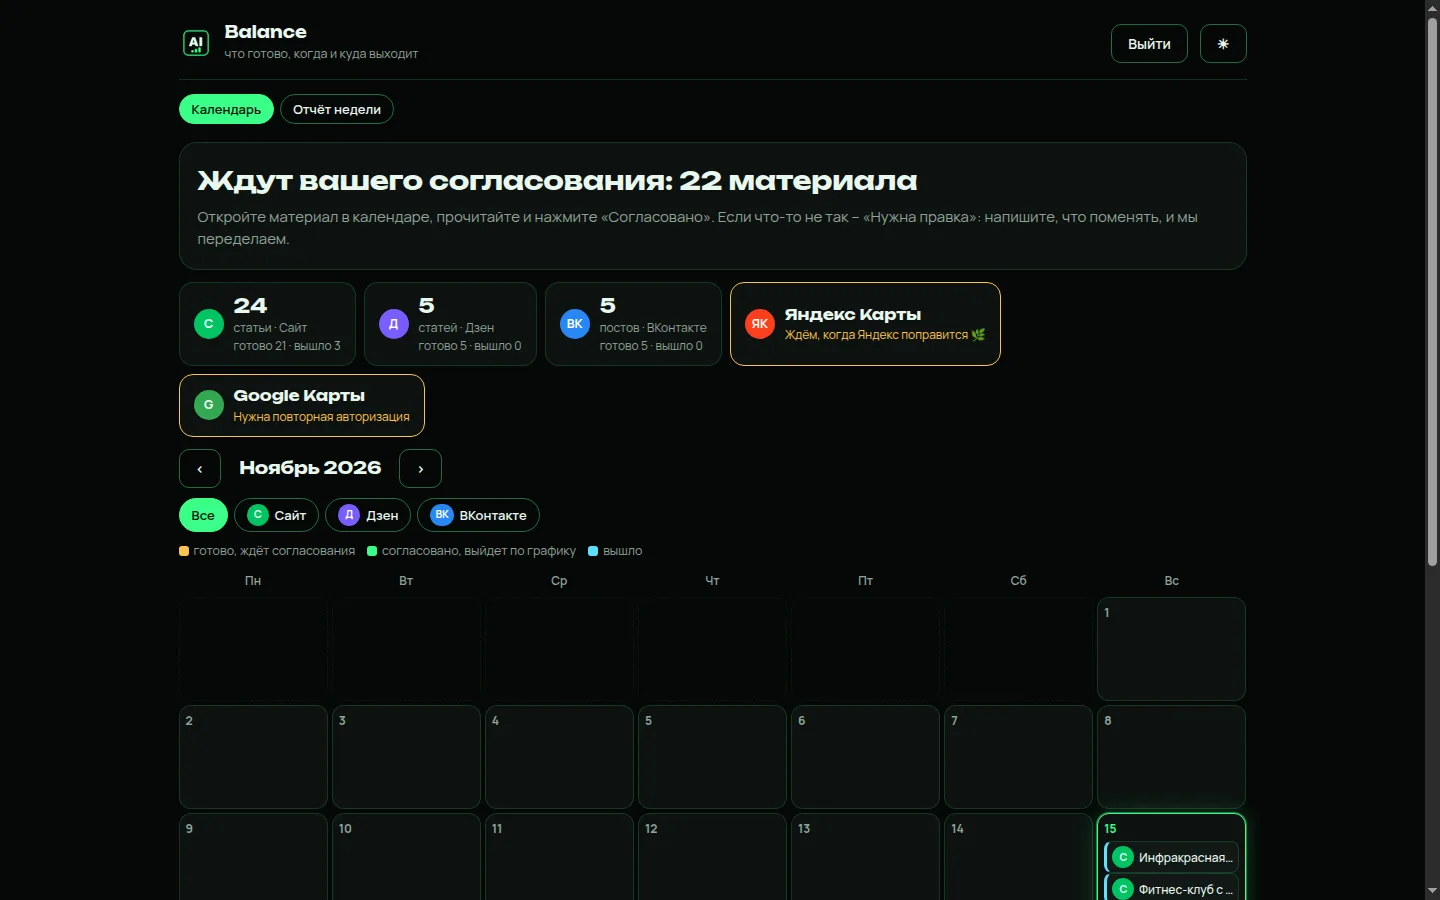 AI
Balance
что готово, когда и куда выходит
Выйти
☀
Календарь
Отчёт недели
Ждут вашего согласования: 22 материала
Откройте материал в календаре, прочитайте и нажмите «Согласовано». Если что-то не так – «Нужна правка»: напишите, что поменять, и мы
переделаем.
С
24
статьи · Сайт
готово 21 · вышло 3
Д
5
статей · Дзен
готово 5 · вышло 0
ВК
5
постов · ВКонтакте
готово 5 · вышло 0
ЯК
Яндекс Карты
Ждём, когда Яндекс поправится 🌿
G
Google Карты
Нужна повторная авторизация
‹
Ноябрь 2026
›
Все
С Сайт
Д Дзен
ВК ВКонтакте
готово, ждёт согласования
согласовано, выйдет по графику
вышло
Пн Вт Ср Чт Пт Сб Вс
1
2 3 4 5 6 7 8
9 10 11 12 13 14 15
С Инфракрасная...
С Фитнес-клуб с ...